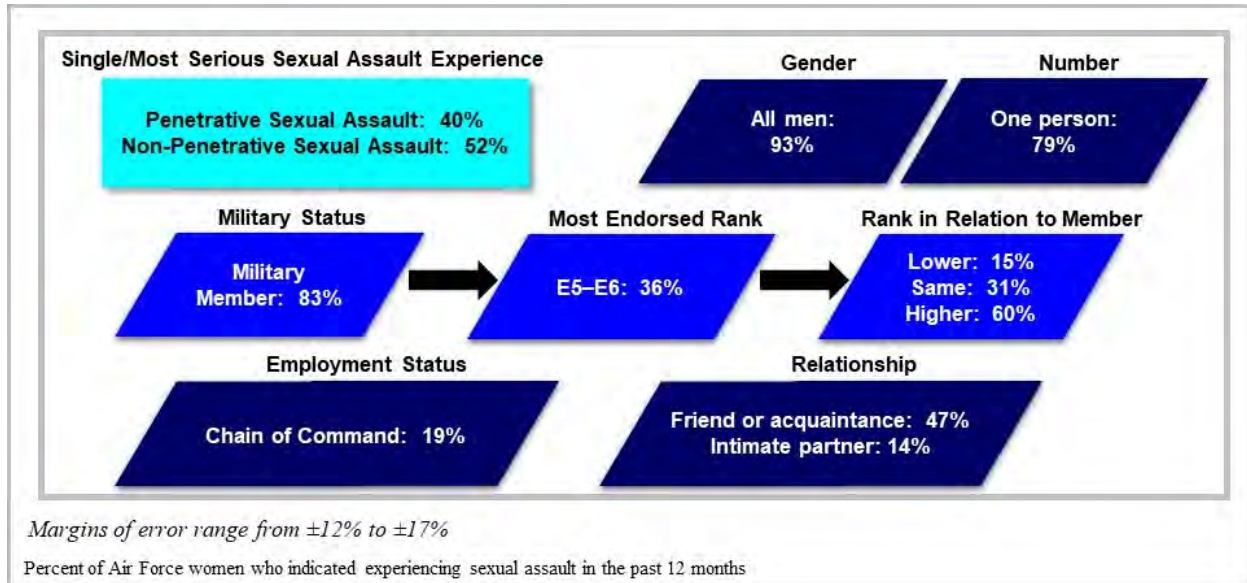 Single/Most Serious Sexual Assault Experience
Penetrative Sexual Assault: 40%
Non-Penetrative Sexual Assault: 52%
Gender
All men:
93%
Number
One person:
79%
Military Status
Military
Member: 83%
Most Endorsed Rank
E5–E6: 36%
Rank in Relation to Member
Lower: 15%
Same: 31%
Higher: 60%
Employment Status
Chain of Command: 19%
Relationship
Friend or acquaintance: 47%
Intimate partner: 14%
Margins of error range from ±12% to ±17%
Percent of Air Force women who indicated experiencing sexual assault in the past 12 months